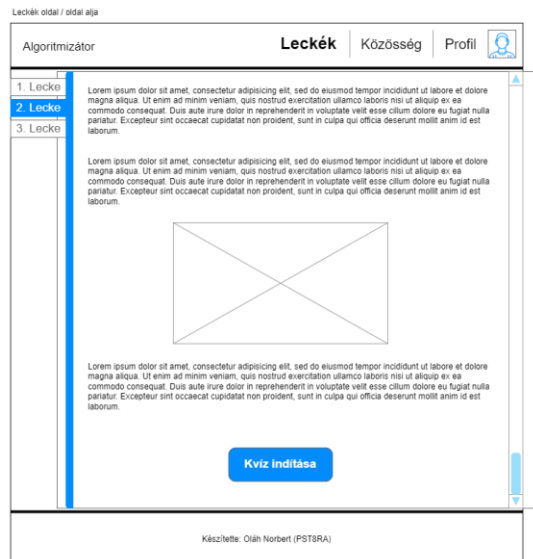 Leckék oldal / oldal alja
Algoritmizátor
Leckék
Közösség
Profil
1. Lecke
2. Lecke
3. Lecke
Lorem ipsum dolor sit amet, consectetur adipisicing elit, sed do eiusmod tempor incididunt ut labore et dolore
magna aliqua. Ut enim ad minim veniam, quis nostrud exercitation ullamco laboris nisi ut aliquip ex ea
commodo consequat. Duis aute irure dolor in reprehenderit in voluptate velit esse cillum dolore eu fugiat nulla
pariatur. Excepteur sint occaecat cupidatat non proident, sunt in culpa qui officia deserunt mollit anim id est
laborum.
Lorem ipsum dolor sit amet, consectetur adipisicing elit, sed do eiusmod tempor incididunt ut labore et dolore
magna aliqua. Ut enim ad minim veniam, quis nostrud exercitation ullamco laboris nisi ut aliquip ex ea
commodo consequat. Duis aute irure dolor in reprehenderit in voluptate velit esse cillum dolore eu fugiat nulla
pariatur. Excepteur sint occaecat cupidatat non proident, sunt in culpa qui officia deserunt mollit anim id est
laborum.
Lorem ipsum dolor sit amet, consectetur adipisicing elit, sed do eiusmod tempor incididunt ut labore et dolore
magna aliqua. Ut enim ad minim veniam, quis nostrud exercitation ullamco laboris nisi ut aliquip ex ea
commodo consequat. Duis aute irure dolor in reprehenderit in voluptate velit esse cillum dolore eu fugiat nulla
pariatur. Excepteur sint occaecat cupidatat non proident, sunt in culpa qui officia deserunt mollit anim id est
laborum.
Kvíz indítása
Készítette: Oláh Norbert (PST8RA)